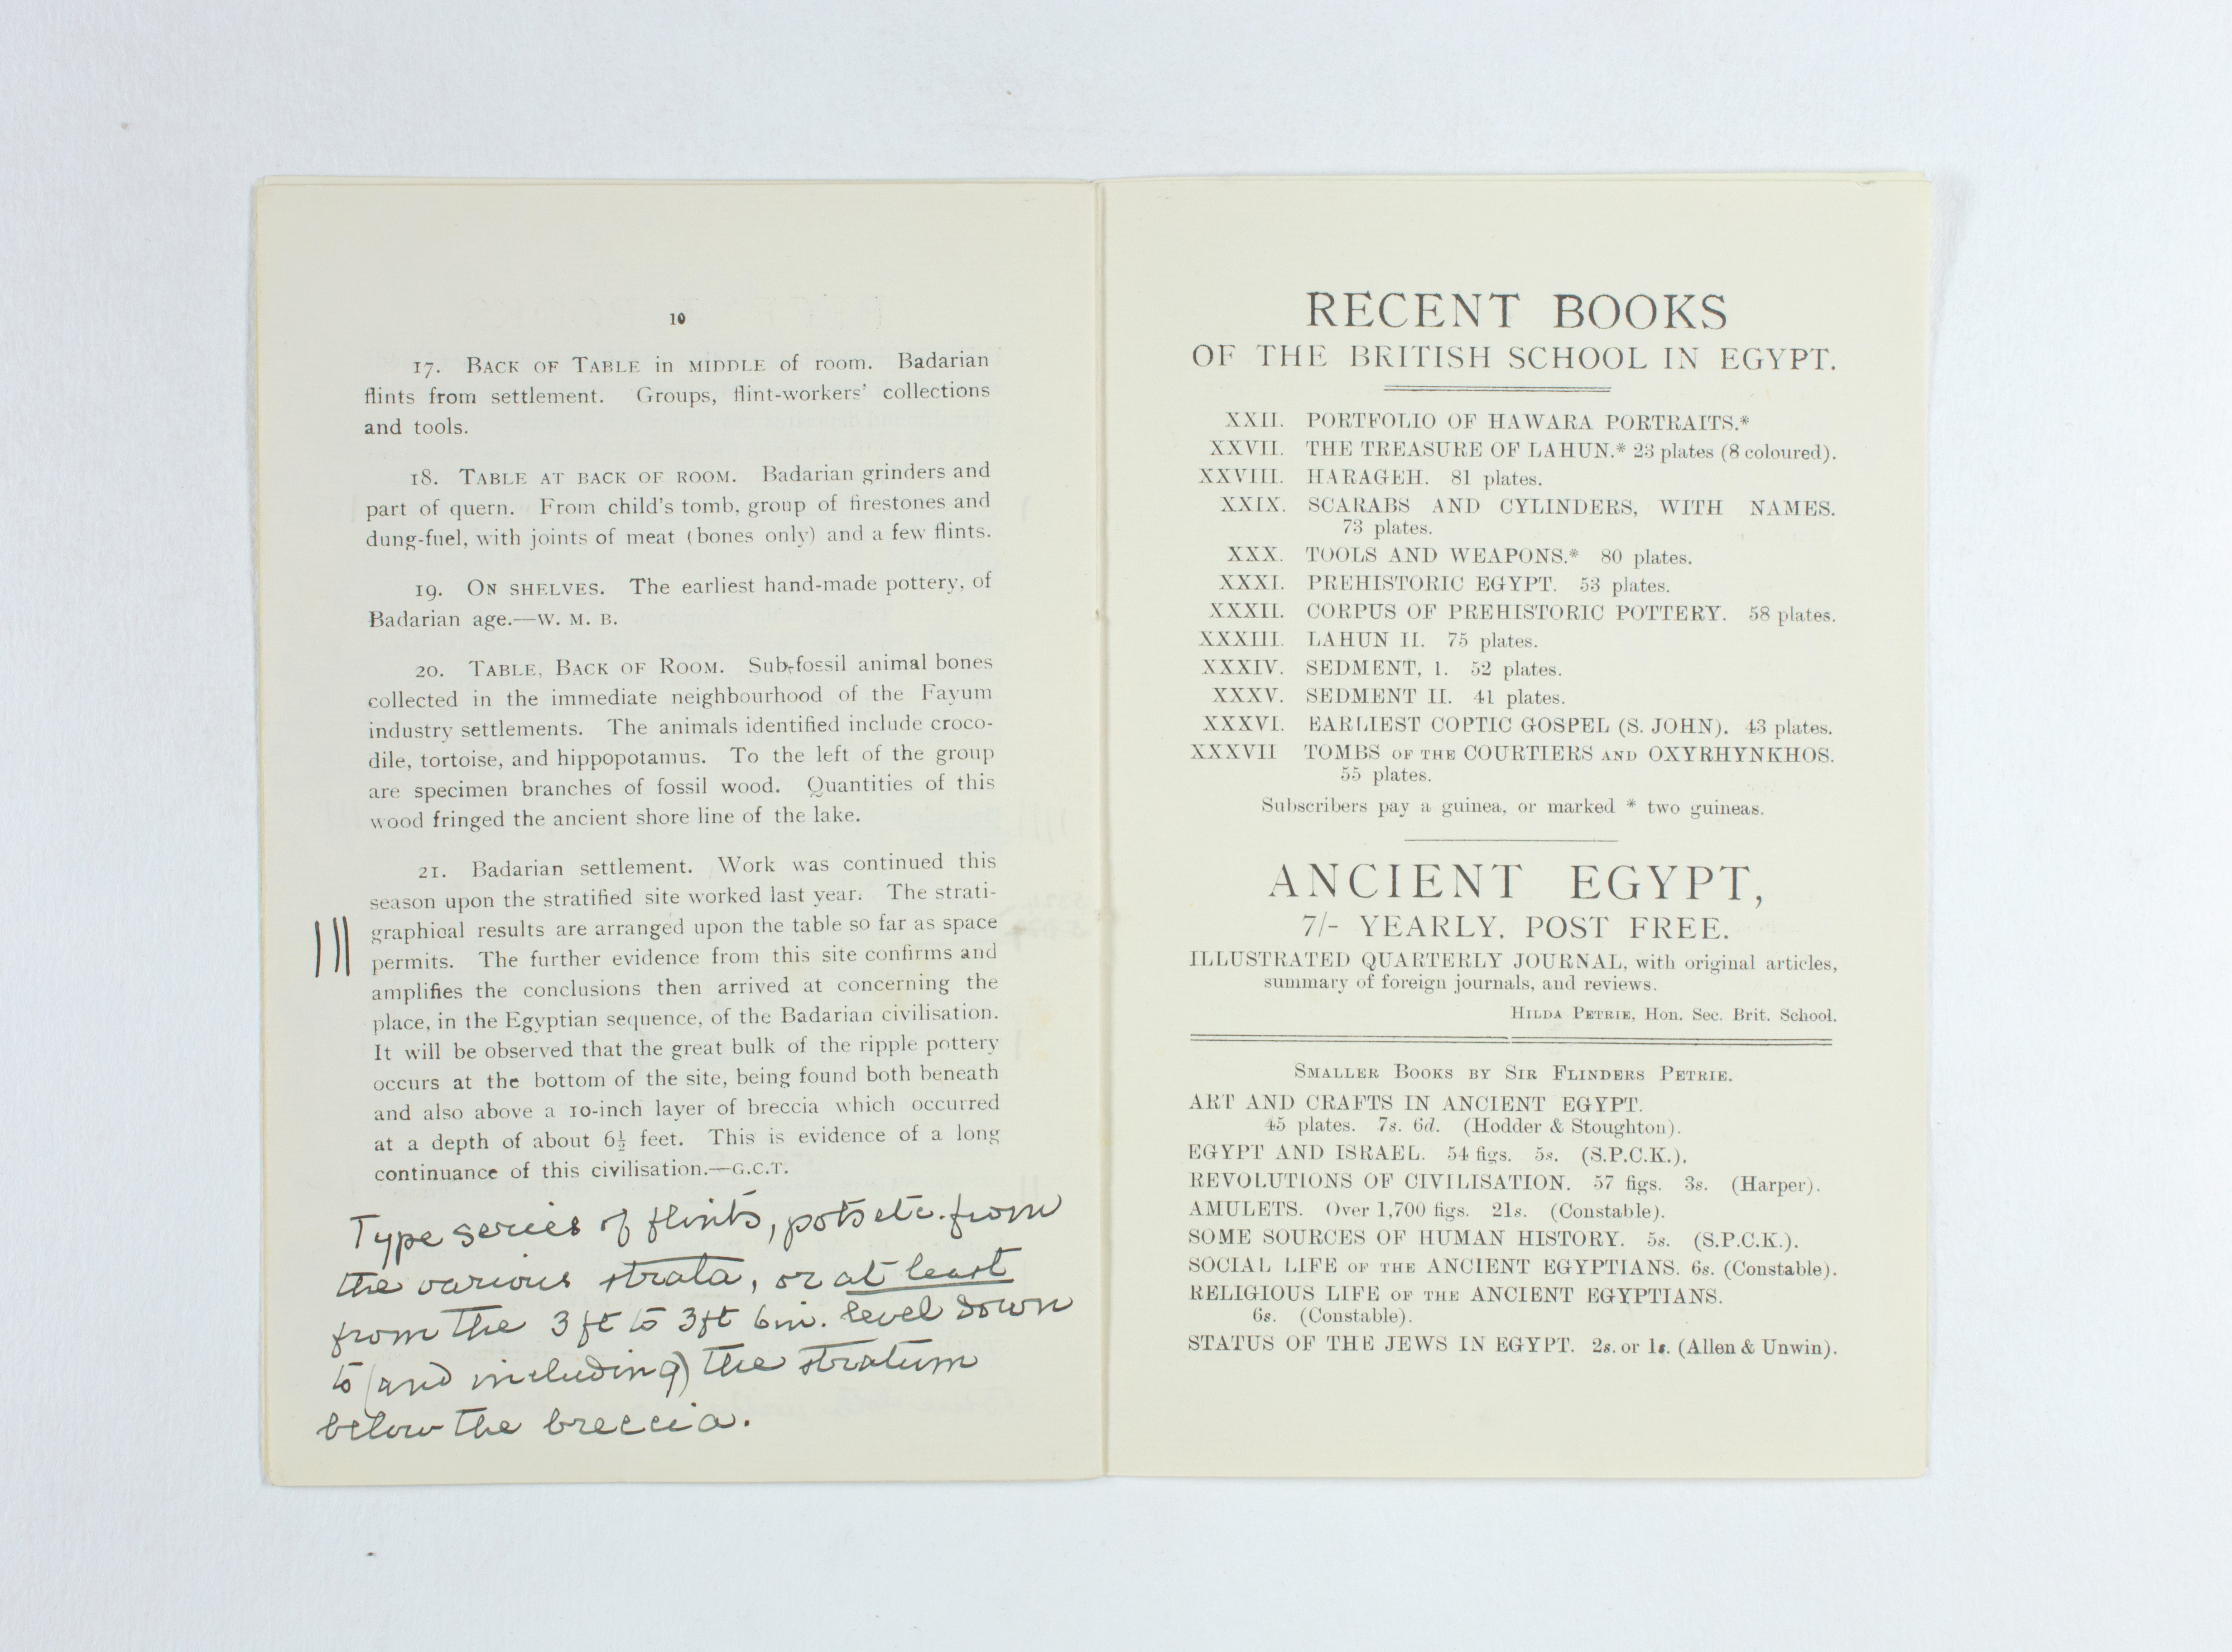 10
17. BACK OF TABLE in MIDDLE of room. Badarian
flints from settlement. Groups, flint-workers' collections
and tools.
18. TABLE AT BACK OF ROOM. Badarian grinders and
part of quern. From child's tomb, group of firestones and
dung-fuel, with joints of meat (bones only) and a few flints.
19. ON SHELVES. The earliest hand-made pottery, of
Badarian age.—W. M. B.
20. TABLE, BACK OF ROOM. Sub-fossil animal bones
collected in the immediate neighbourhood of the Fayum
industry settlements. The animals identified include croco-
dile, tortoise, and hippopotamus. To the left of the group
are specimen branches of fossil wood. Quantities of this
wood fringed the ancient shore line of the lake.
21. Badarian settlement. Work was continued this
season upon the stratified site worked last year. The strati-
graphical results are arranged upon the table so far as space
permits. The further evidence from this site confirms and
amplifies the conclusions then arrived at concerning the
place, in the Egyptian sequence, of the Badarian civilisation.
It will be observed that the great bulk of the ripple pottery
occurs at the bottom of the site, being found both beneath
and also above a 10-inch layer of breccia which occurred
at a depth of about 6½ feet. This is evidence of a long
continuance of this civilisation.—G.C.T.
Type series of flints, pots etc. from
the various strata, or at least
from the 3 ft to 3ft 6in. level down
to (and including) the stratum
below the breccia.
RECENT BOOKS
OF THE BRITISH SCHOOL IN EGYPT.
XXII. PORTFOLIO OF HAWARA PORTRAITS.*
XXVII. THE TREASURE OF LAHUN.* 23 plates (8 coloured).
XXVIII. HARAGEH. 81 plates.
XXIX. SCARABS AND CYLINDERS, WITH NAMES.
73 plates.
XXX. TOOLS AND WEAPONS.* 80 plates.
XXXI. PREHISTORIC EGYPT. 53 plates.
XXXII. CORPUS OF PREHISTORIC POTTERY. 58 plates.
XXXIII. LAHUN II. 75 plates.
XXXIV. SEDMENT, I. 52 plates.
XXXV. SEDMENT II. 41 plates.
XXXVI. EARLIEST COPTIC GOSPEL (S. JOHN). 43 plates.
XXXVII TOMBS OF THE COURTIERS AND OXYRHYNKHOS.
55 plates.
Subscribers pay a guinea, or marked * two guineas.
ANCIENT EGYPT,
7/- YEARLY, POST FREE.
ILLUSTRATED QUARTERLY JOURNAL, with original articles,
summary of foreign journals, and reviews.
HILDA PETRIE, Hon. Sec. Brit. School.
SMALLER BOOKS BY SIR FLINDERS PETRIE.
ART AND CRAFTS IN ANCIENT EGYPT.
45 plates. 7s. 6d. (Hodder & Stoughton).
EGYPT AND ISRAEL. 54 figs. 5s. (S.P.C.K.).
REVOLUTIONS OF CIVILISATION. 57 figs. 3s. (Harper).
AMULETS. Over 1,700 figs. 21s. (Constable).
SOME SOURCES OF HUMAN HISTORY. 5s. (S.P.C.K.).
SOCIAL LIFE OF THE ANCIENT EGYPTIANS. 6s. (Constable).
RELIGIOUS LIFE OF THE ANCIENT EGYPTIANS.
6s. (Constable).
STATUS OF THE JEWS IN EGYPT. 2s. or 1s. (Allen & Unwin).